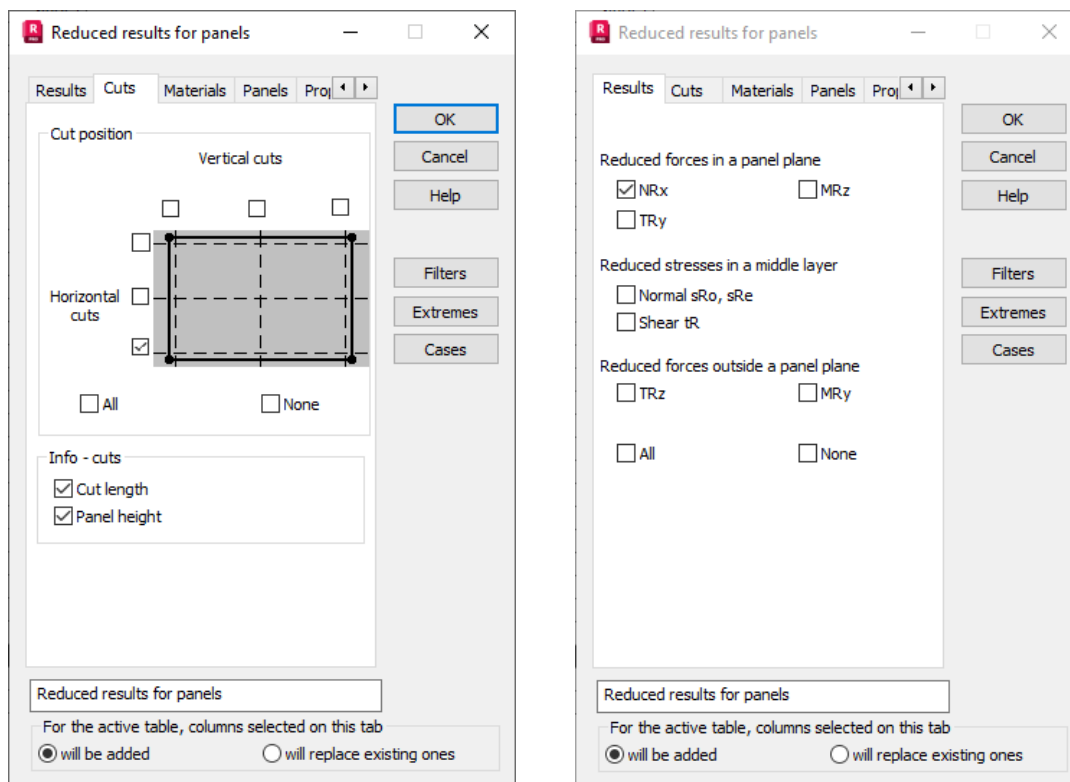 Reduced results for panels
Results Cuts Materials Panels
Cut position
Vertical cuts
Horizontal
cuts
All None
Info - cuts
Cut length
Panel height
OK
Cancel
Help
Filters
Extremes
Cases
Reduced results for panels
For the active table, columns selected on this tab
will be added will replace existing ones
Reduced results for panels
Results Cuts Materials Panels
Reduced forces in a panel plane
NRx MRz
TRy
Reduced stresses in a middle layer
Normal sRo, sRe
Shear tR
Reduced forces outside a panel plane
TRz MRy
All None
OK
Cancel
Help
Filters
Extremes
Cases
Reduced results for panels
For the active table, columns selected on this tab
will be added will replace existing ones